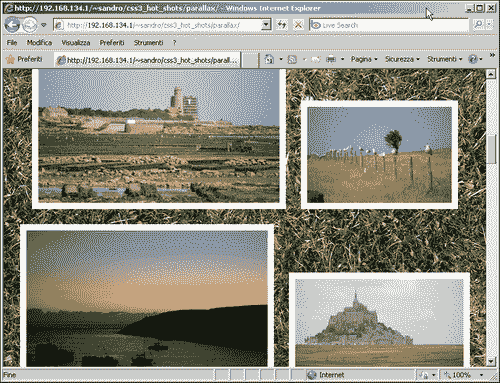 http://192.168.134.1/~sandro/css3_hot_shots/parallax/ - Windows Internet Explorer
http://192.168.134.1/~sandro/css3_hot_shots/parallax/
Live Search
File Modifica Visualizza Preferiti Strumenti ?
Preferiti
http://192.168.134.1/~sandro/css3_hot_shots/parall...
Pagina Sicurezza Strumenti
Fine
Internet
100%